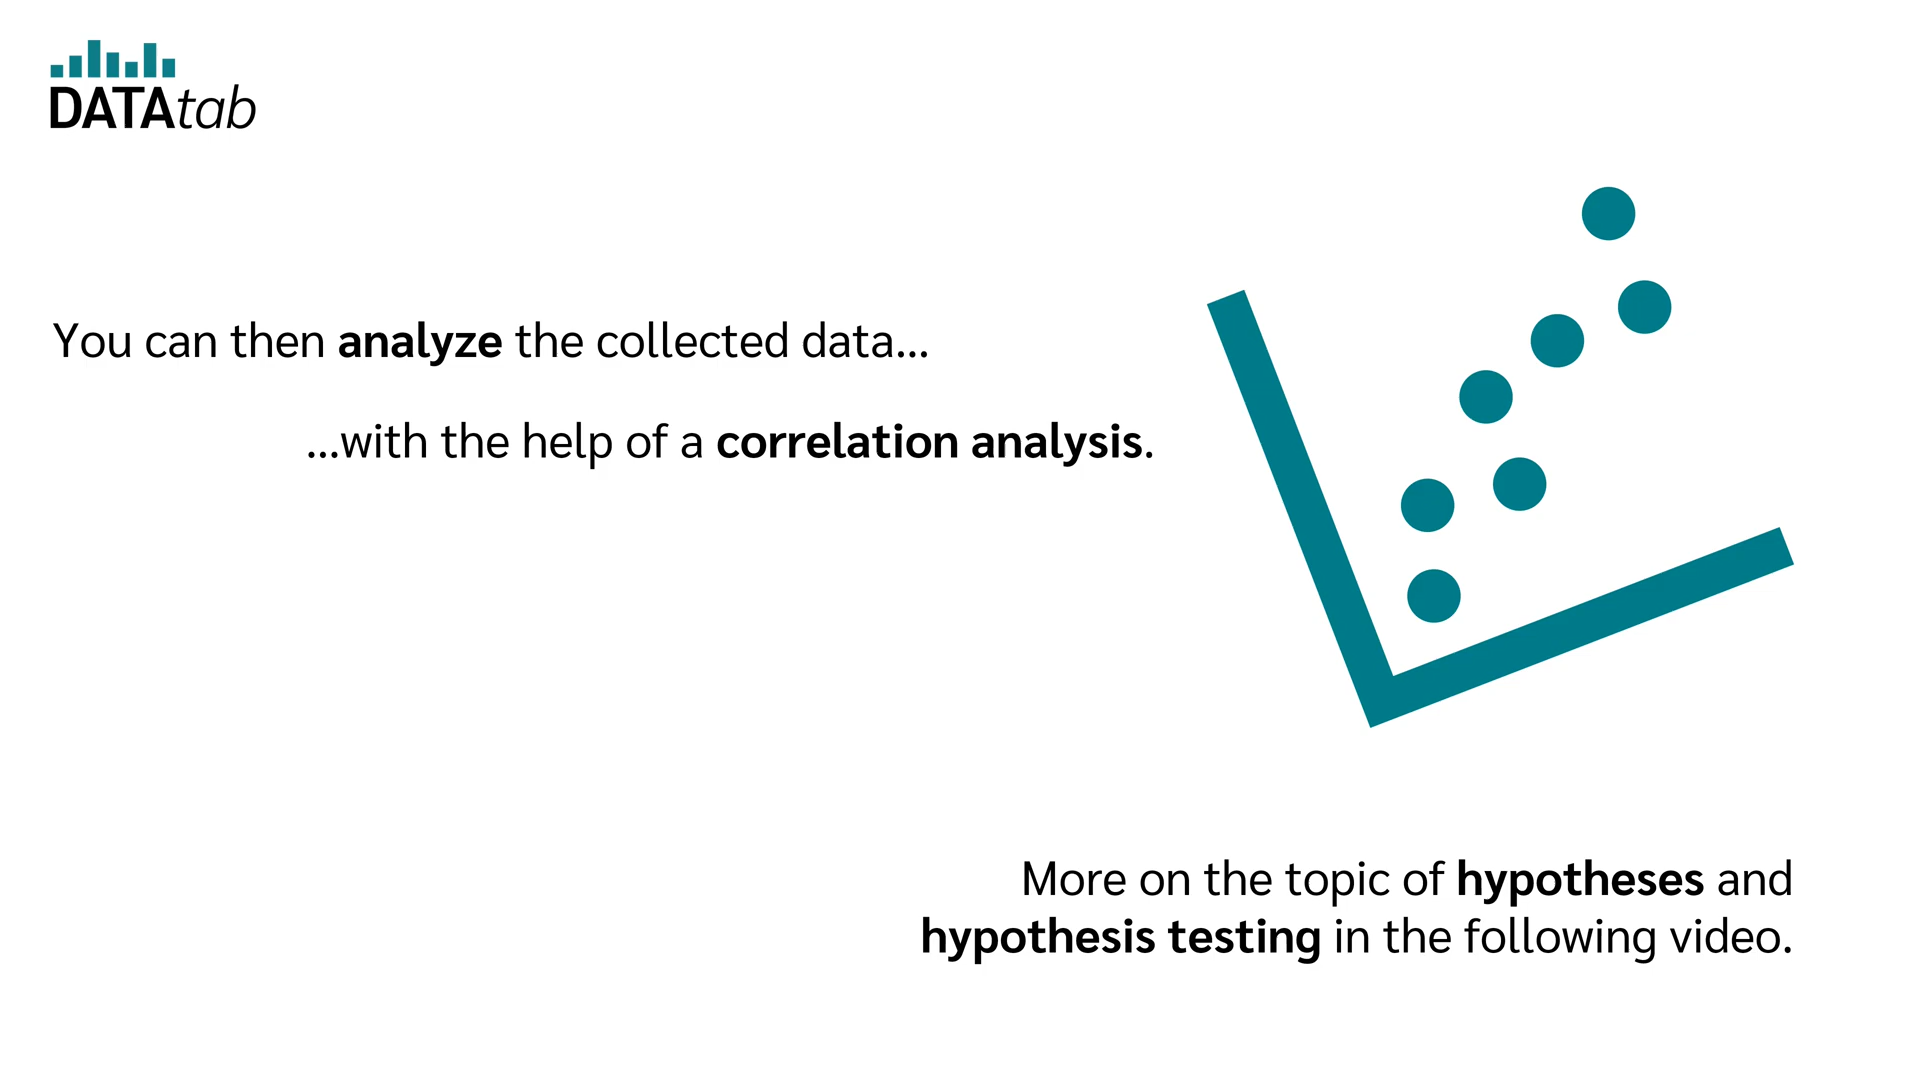 DATAtab
You can then analyze the collected data...
...with the help of a correlation analysis.
More on the topic of hypotheses and
hypothesis testing in the following video.